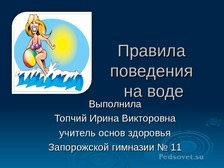 Правила
поведения
на воде
Выполнила
Топчий Ирина Викторовна
учитель основ здоровья
Запорожской гимназии № 11
Pedsovet.su